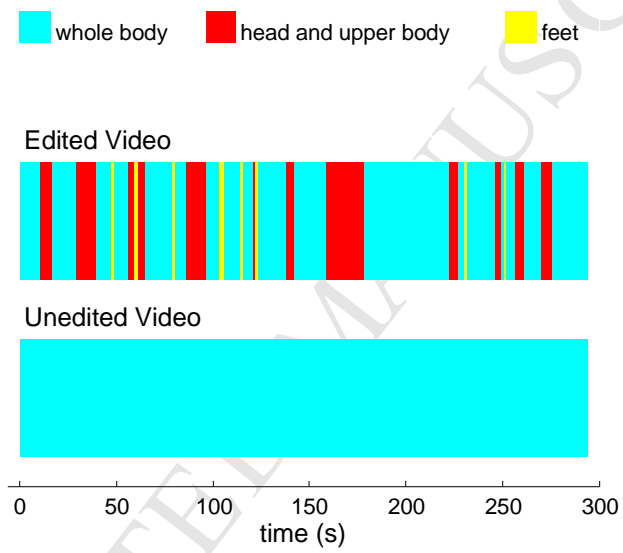 whole body head and upper body feet
Edited Video
Unedited Video
0 50 100 150 200 250 300
time (s)